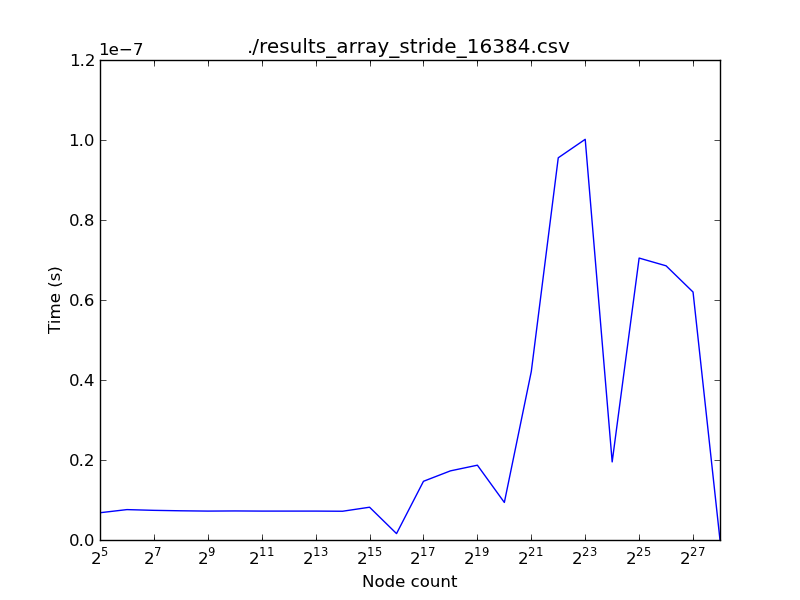 ./results_array_stride_16384.csv
1e−7
1.2
1.0
0.8
0.6
0.4
0.2
0.0
Time (s)
2^5 2^7 2^9 2^11 2^13 2^15 2^17 2^19 2^21 2^23 2^25 2^27
Node count